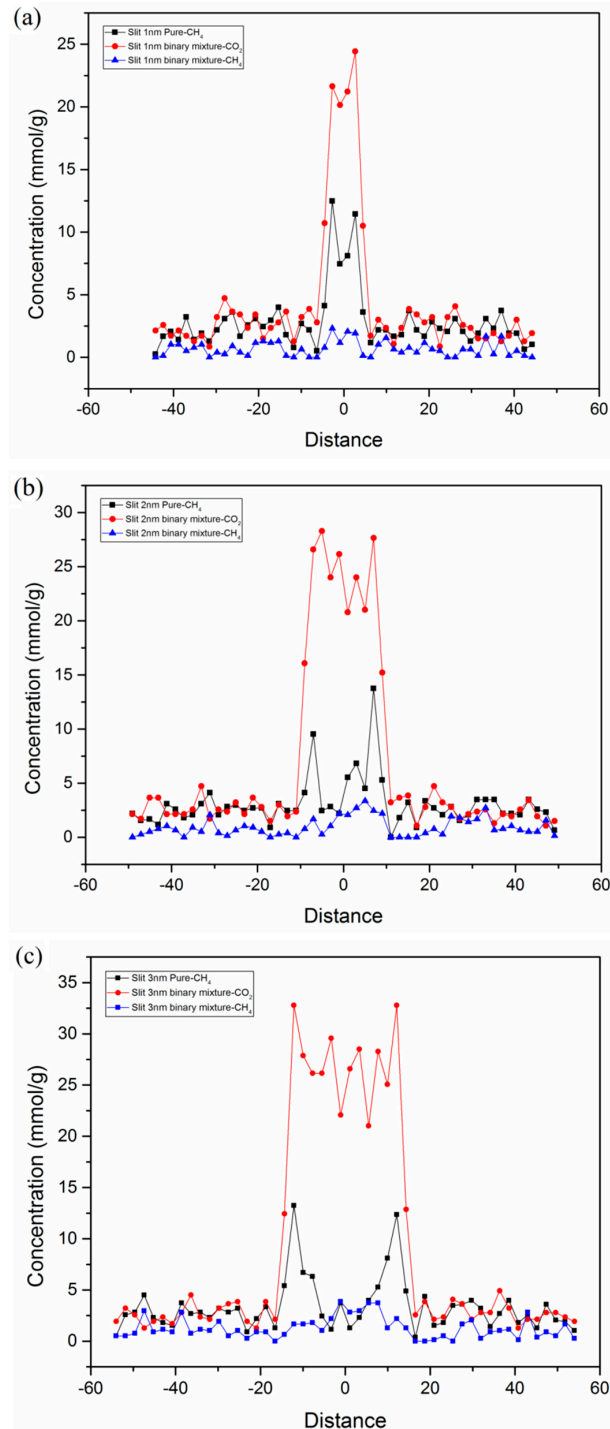 (a)
Slit 1nm Pure-CH₄
Slit 1nm binary mixture-CO₂
Slit 1nm binary mixture-CH₄
Concentration (mmol/g)
25
20
15
10
5
0
-60 -40 -20 0 20 40 60
Distance
(b)
Slit 2nm Pure-CH₄
Slit 2nm binary mixture-CO₂
Slit 2nm binary mixture-CH₄
Concentration (mmol/g)
30
25
20
15
10
5
0
-60 -40 -20 0 20 40 60
Distance
(c)
Slit 3nm Pure-CH₄
Slit 3nm binary mixture-CO₂
Slit 3nm binary mixture-CH₄
Concentration (mmol/g)
35
30
25
20
15
10
5
0
-60 -40 -20 0 20 40 60
Distance